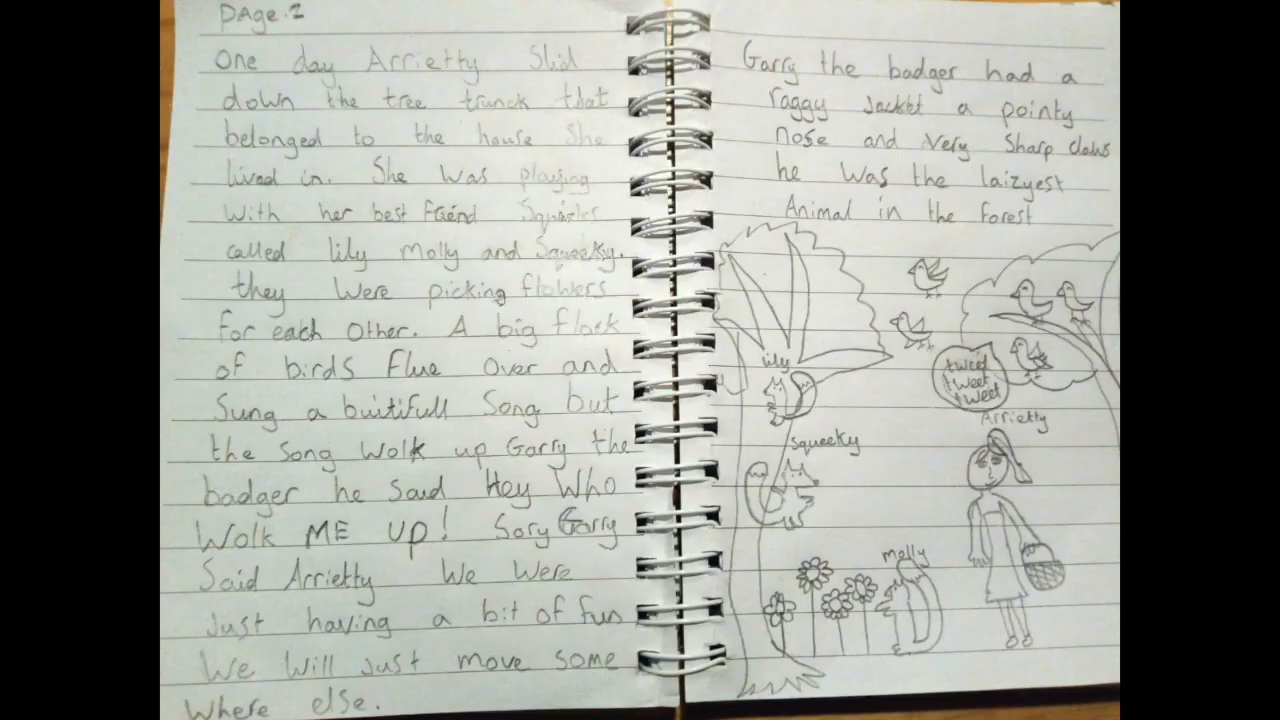 Page.2
One day Arrietty Slid
down the tree trunck that
belonged to the house She
lived in. She was playing
with her best friend Squirles
called lily Molly and Squeeky.
they were picking flowers
for each other. A big flock
of birds Flue over and
Sung a buitifull Song but
the Song Wolk up Garry the
badger he Said Hey Who
Wolk ME UP! Sory Garry
Said Arrietty We Were
Just having a bit of fun
We Will Just move some
Where else.
Garry the badger had a
raggy Jacket a pointy
nose and very Sharp claws
he was the laizyest
Animal in the Forest
lily
tweet
tweet
tweet
Arrietty
Squeeky
Molly